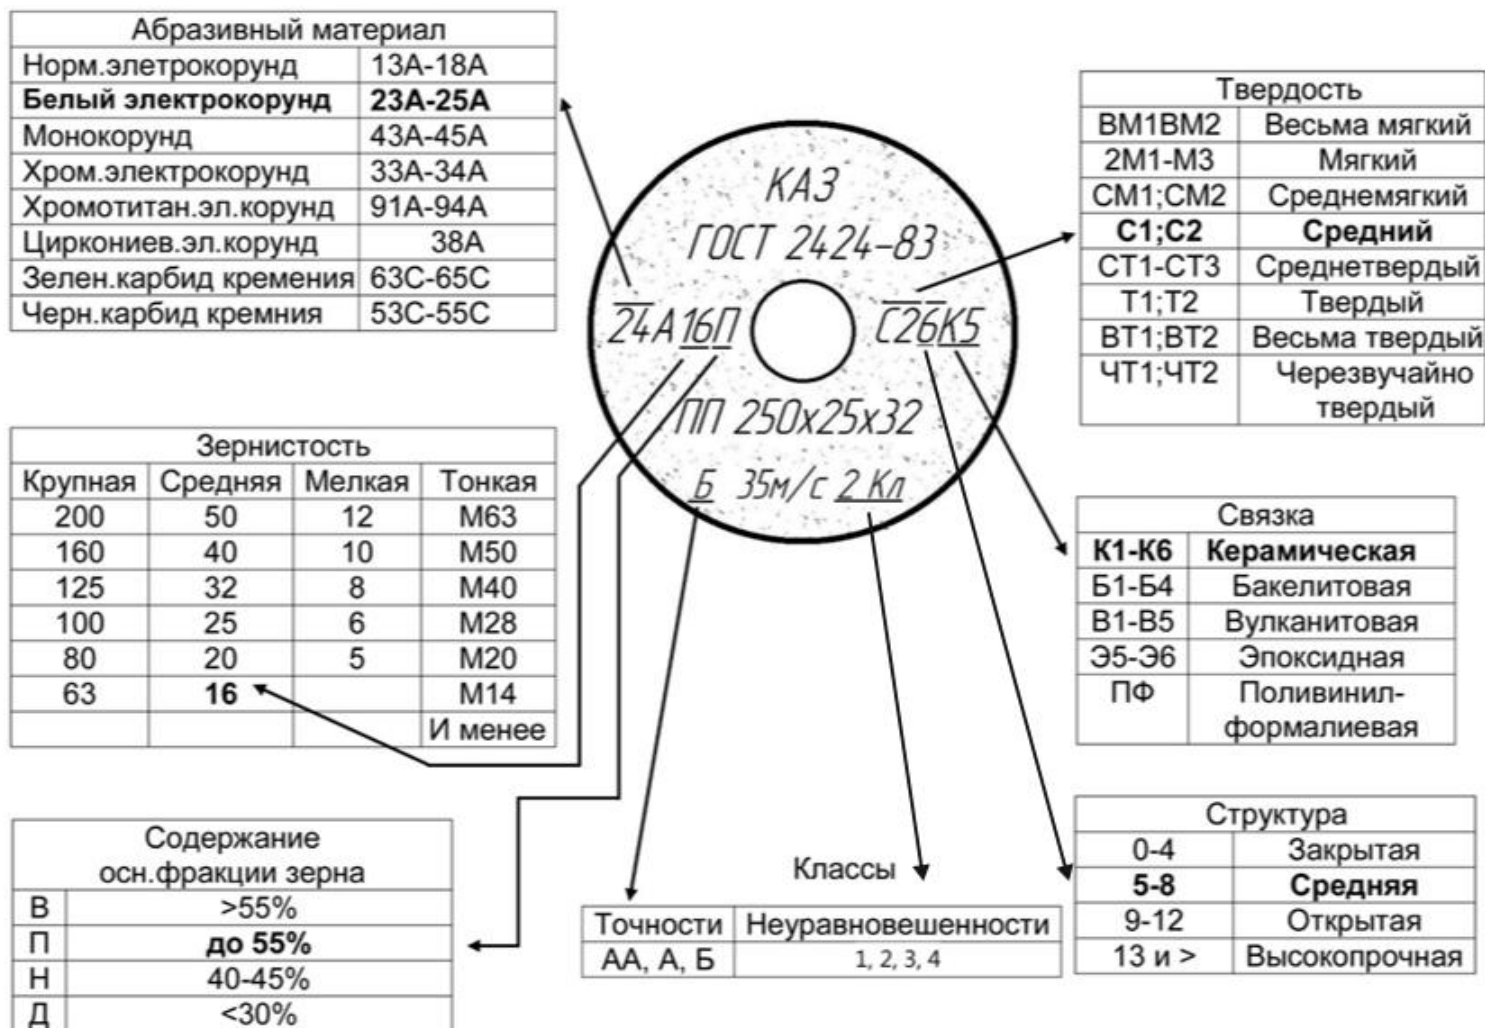 Абразивный материал
Норм.элетрокорунд 13А-18А
Белый электрокорунд 23А-25А
Монокорунд 43А-45А
Хром.электрокорунд 33А-34А
Хромотитан.эл.корунд 91А-94А
Циркониев.эл.корунд 38А
Зелен.карбид кремения 63С-65С
Черн.карбид кремния 53С-55С
Зернистость
Крупная Средняя Мелкая Тонкая
200 50 12 М63
160 40 10 М50
125 32 8 М40
100 25 6 М28
80 20 5 М20
63 16 М14
И менее
Содержание
осн.фракции зерна
В >55%
П до 55%
Н 40-45%
Д <30%
КАЗ
ГОСТ 2424-83
24А16П С26К5
ПП 250х25х32
Б 35м/с 2 Кл
Классы
Точности Неуравновешенности
АА, А, Б 1, 2, 3, 4
Твердость
ВМ1ВМ2 Весьма мягкий
2М1-М3 Мягкий
СМ1;СМ2 Среднемягкий
С1;С2 Средний
СТ1-СТ3 Среднетвердый
Т1;Т2 Твердый
ВТ1;ВТ2 Весьма твердый
ЧТ1;ЧТ2 Черезвучайно
твердый
Связка
К1-К6 Керамическая
Б1-Б4 Бакелитовая
В1-В5 Вулканитовая
Э5-Э6 Эпоксидная
ПФ Поливинил-
формалиевая
Структура
0-4 Закрытая
5-8 Средняя
9-12 Открытая
13 и > Высокопрочная